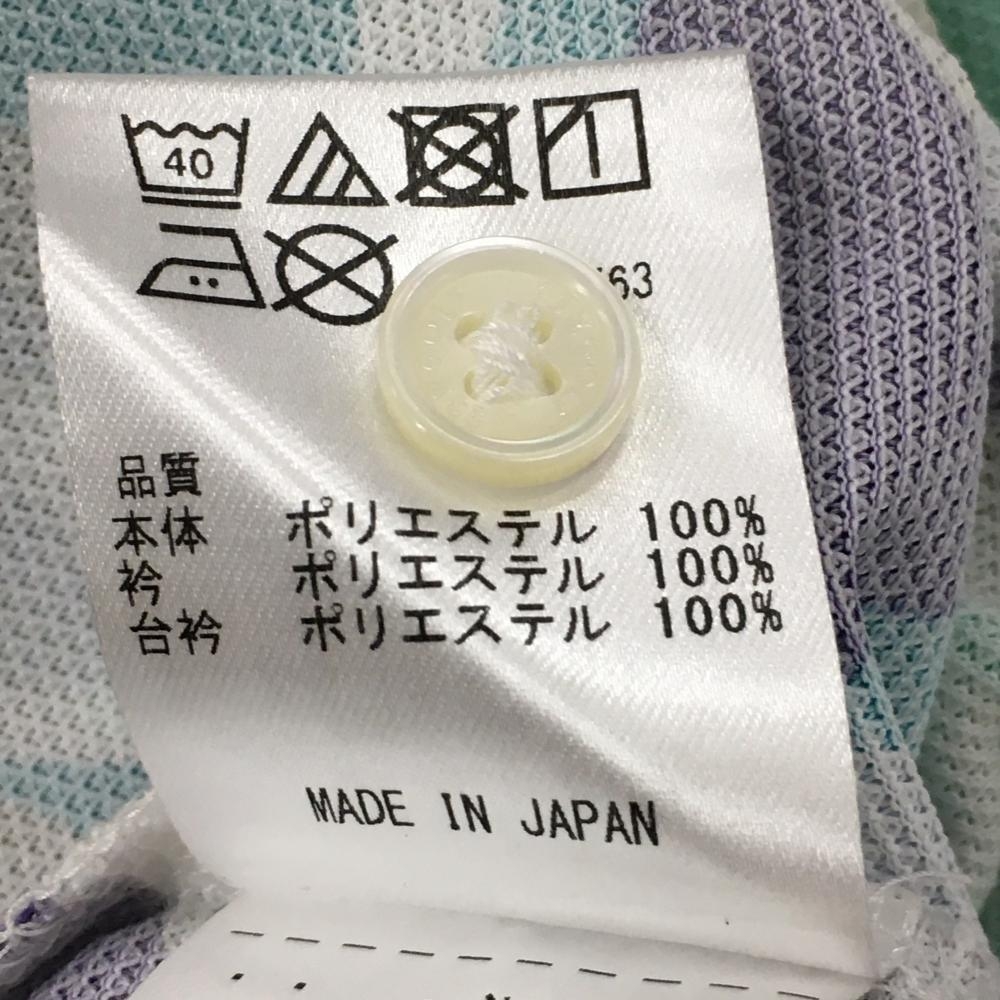 40
63
品質
本体 ポリエステル 100%
衿 ポリエステル 100%
台衿 ポリエステル 100%
MADE IN JAPAN